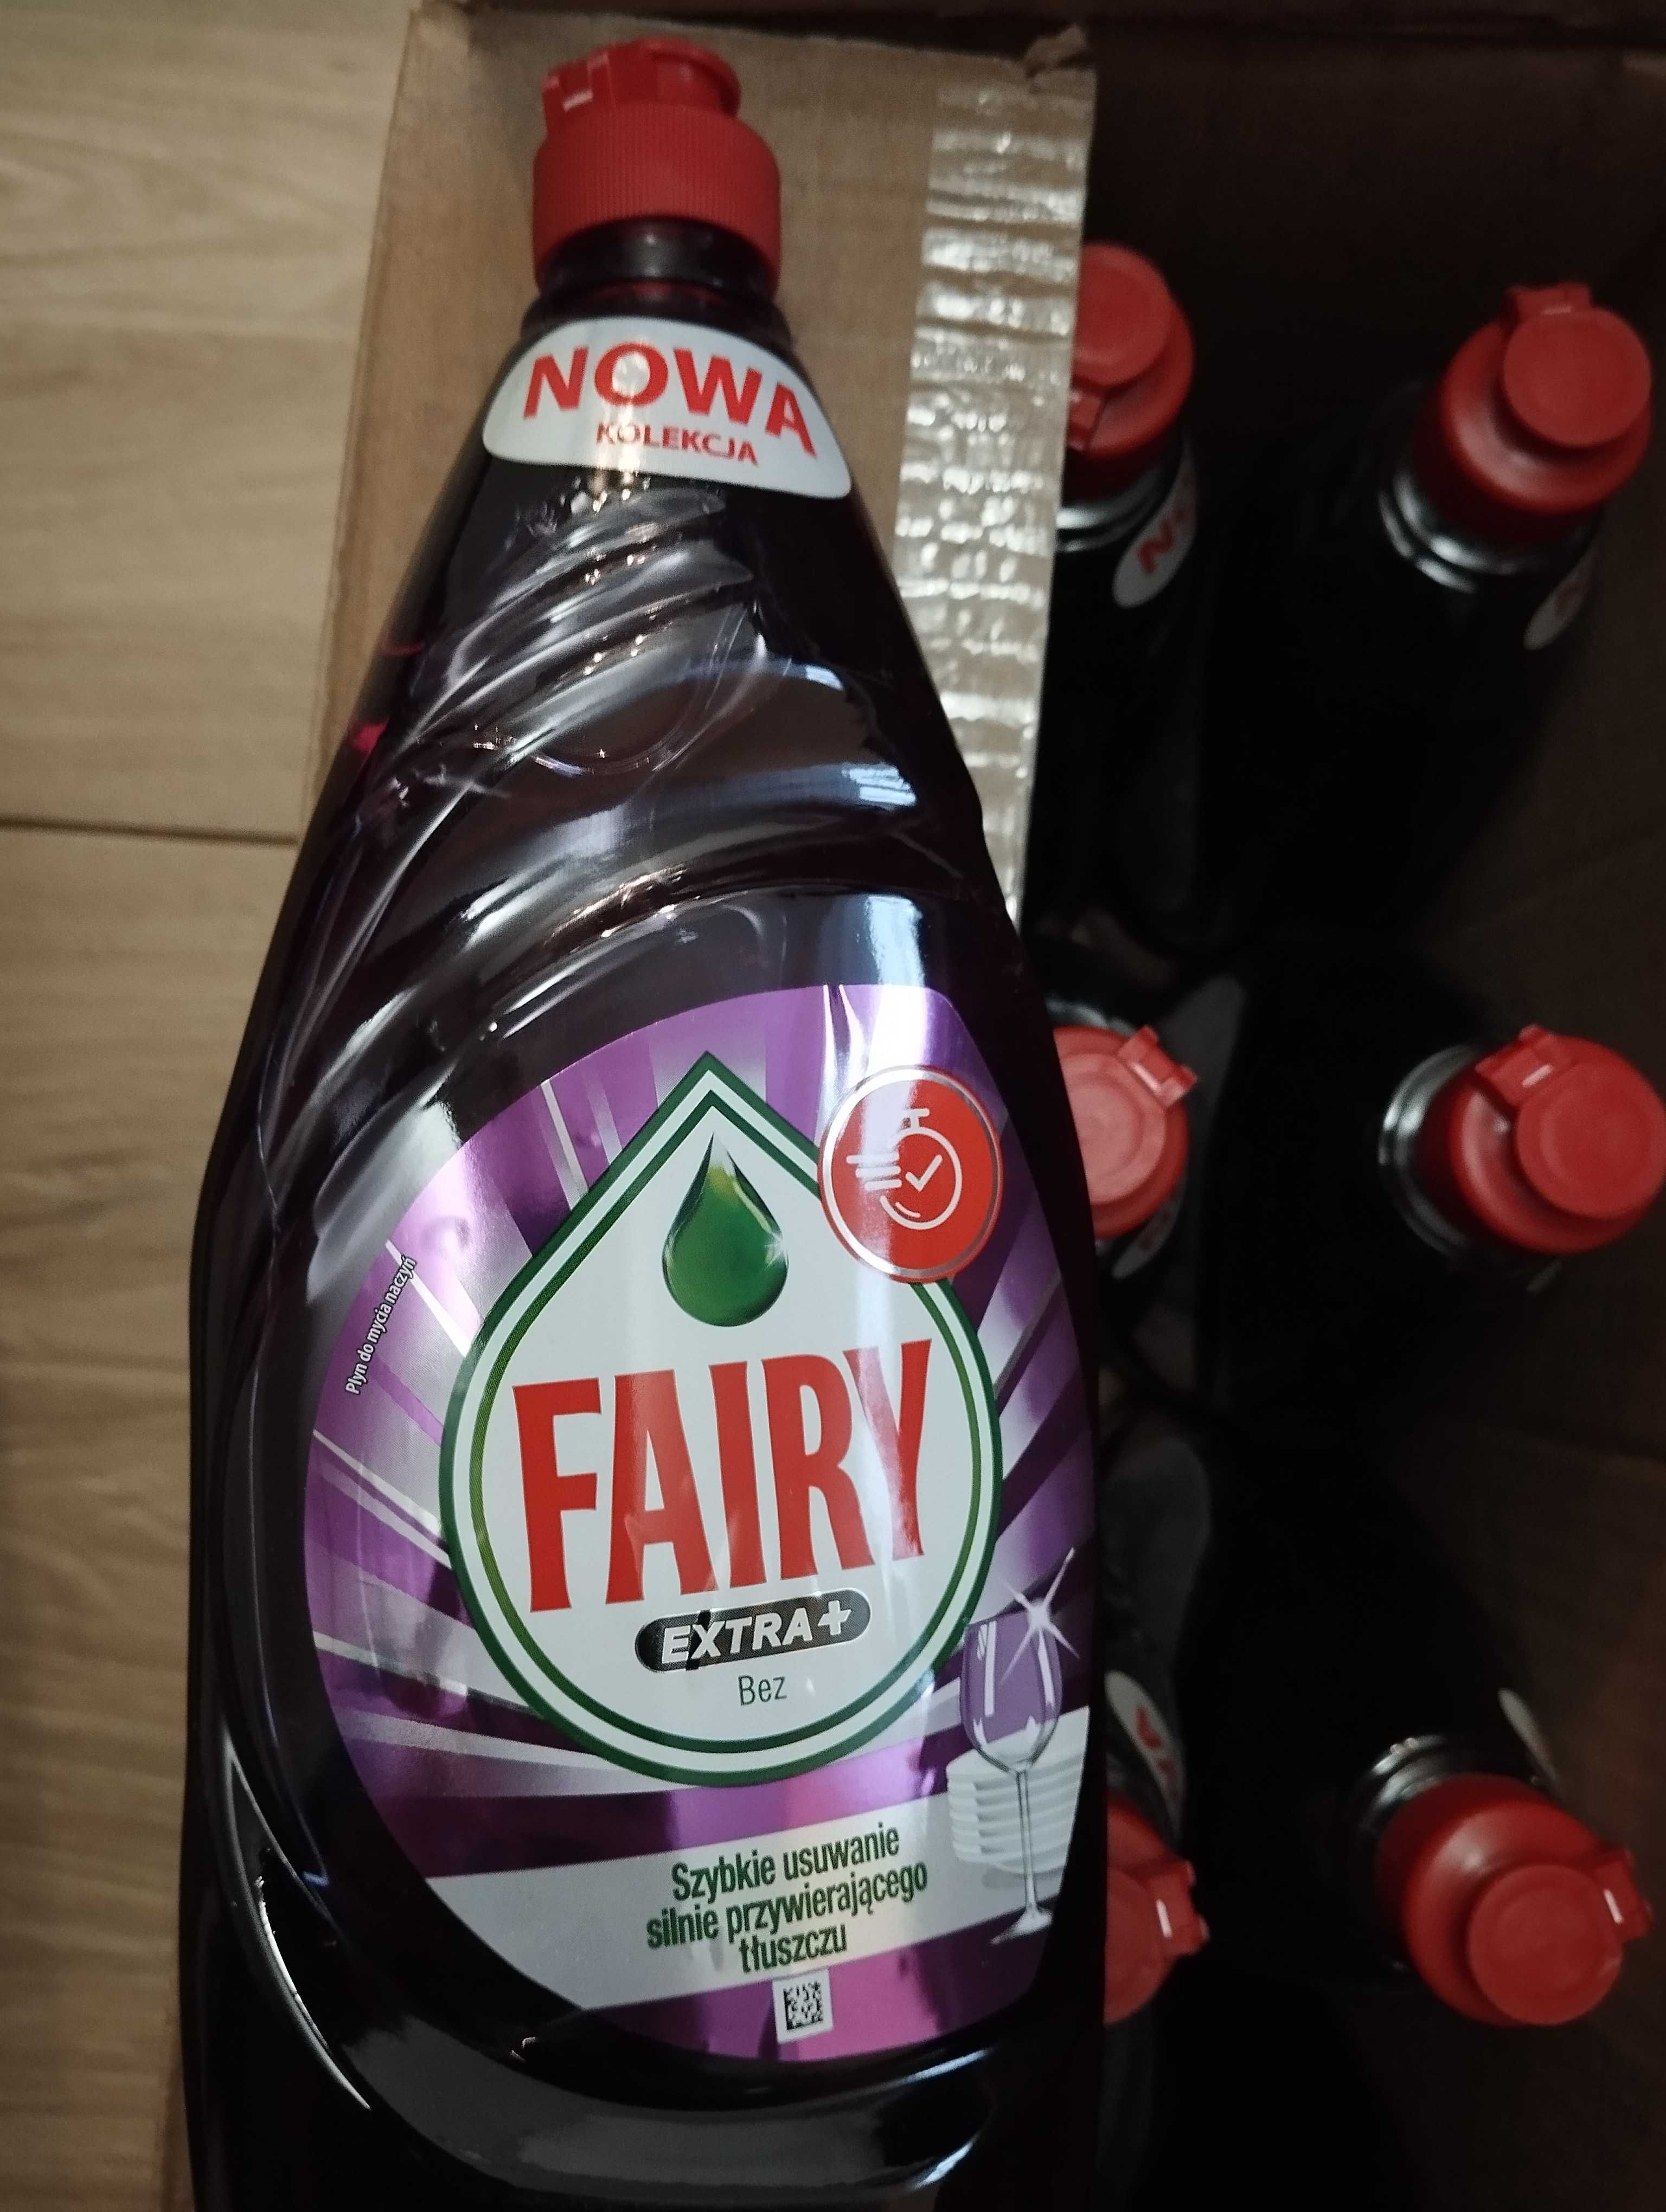 NOWA
KOLEKCJA
Płyn do mycia naczyń
FAIRY
EXTRA+
Bez
Szybkie usuwanie
silnie przywierającego
tłuszczu